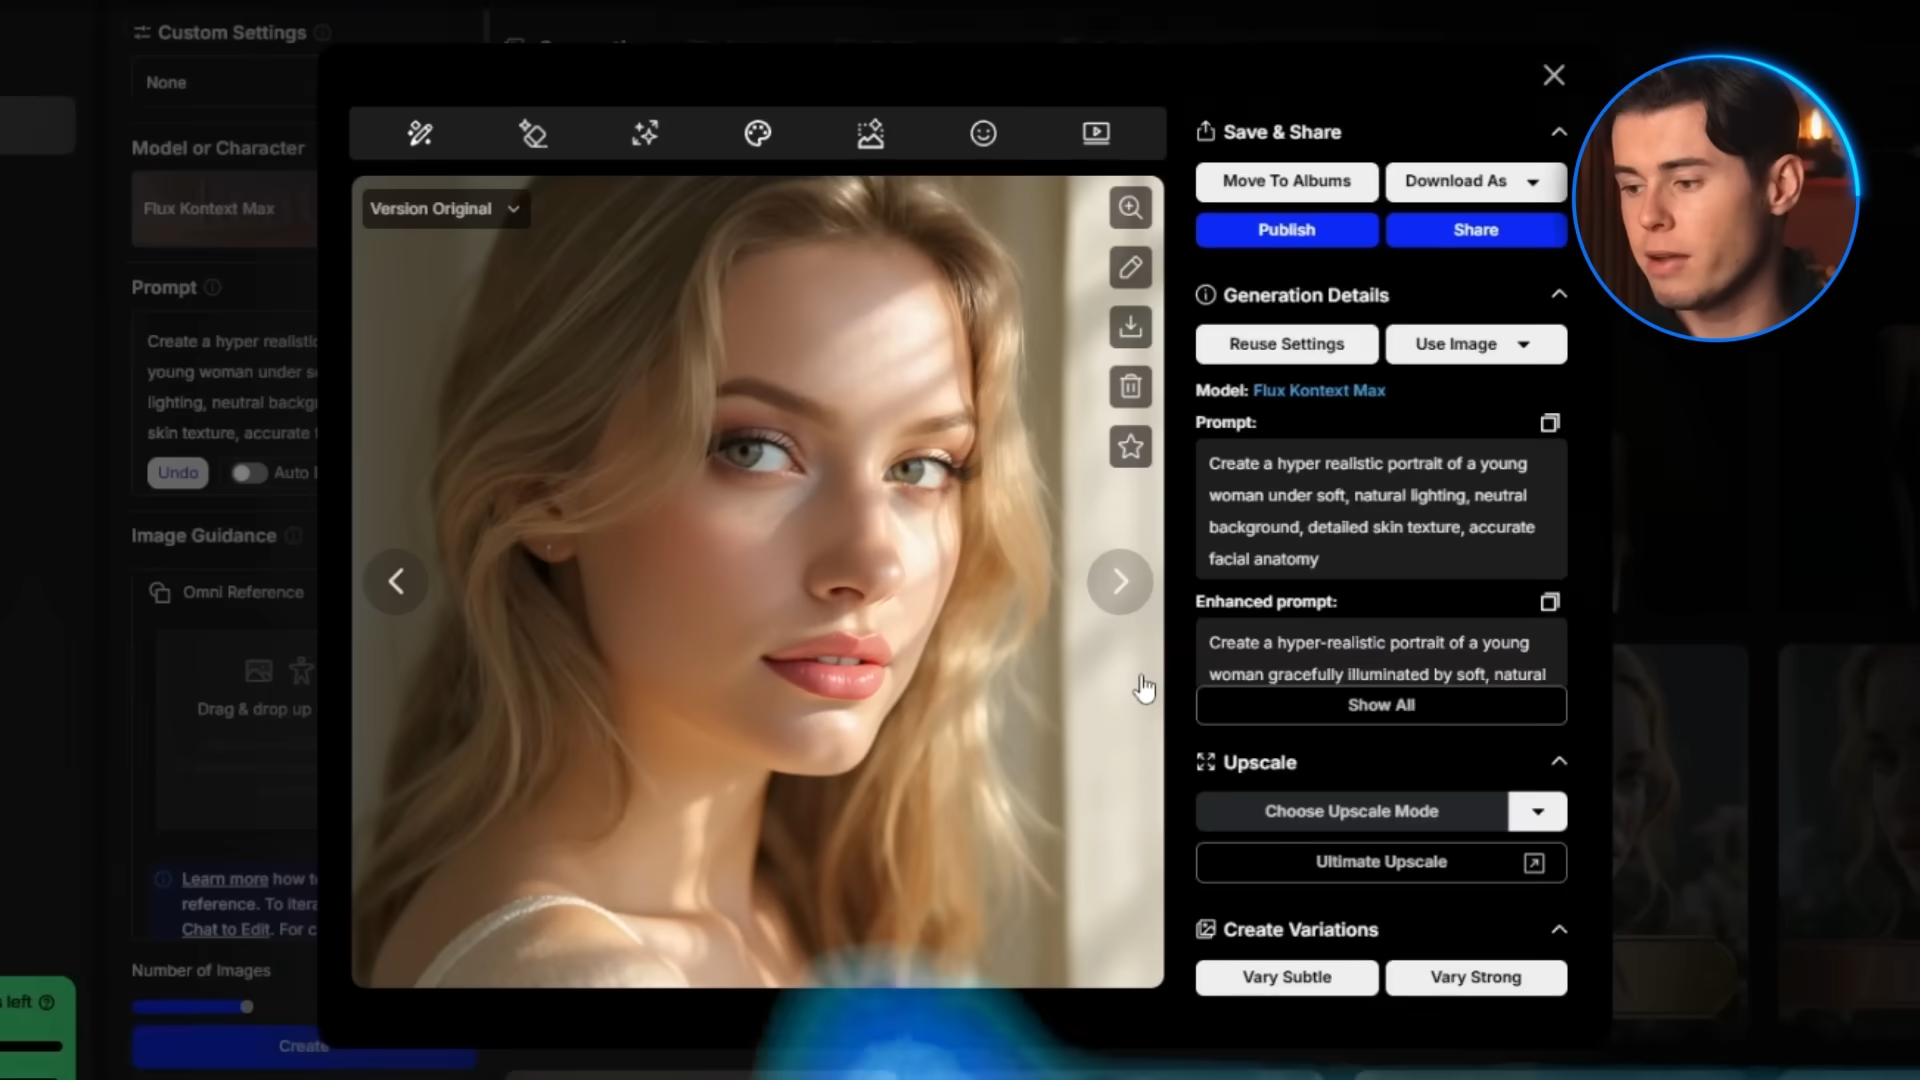 Custom Settings
None
Model or Character
Flux Kontext Max
Prompt
Create a hyper realistic
young woman under s
lighting, neutral backg
skin texture, accurate
Undo
Auto
Image Guidance
Omni Reference
Drag & drop up
Learn more how t
reference. To itera
Chat to Edit. For c
Number of Images
s left
Create
Version Original
Save & Share
Move To Albums
Download As
Publish
Share
Generation Details
Reuse Settings
Use Image
Model: Flux Kontext Max
Prompt:
Create a hyper realistic portrait of a young
woman under soft, natural lighting, neutral
background, detailed skin texture, accurate
facial anatomy
Enhanced prompt:
Create a hyper-realistic portrait of a young
woman gracefully illuminated by soft, natural
Show All
Upscale
Choose Upscale Mode
Ultimate Upscale
Create Variations
Vary Subtle
Vary Strong